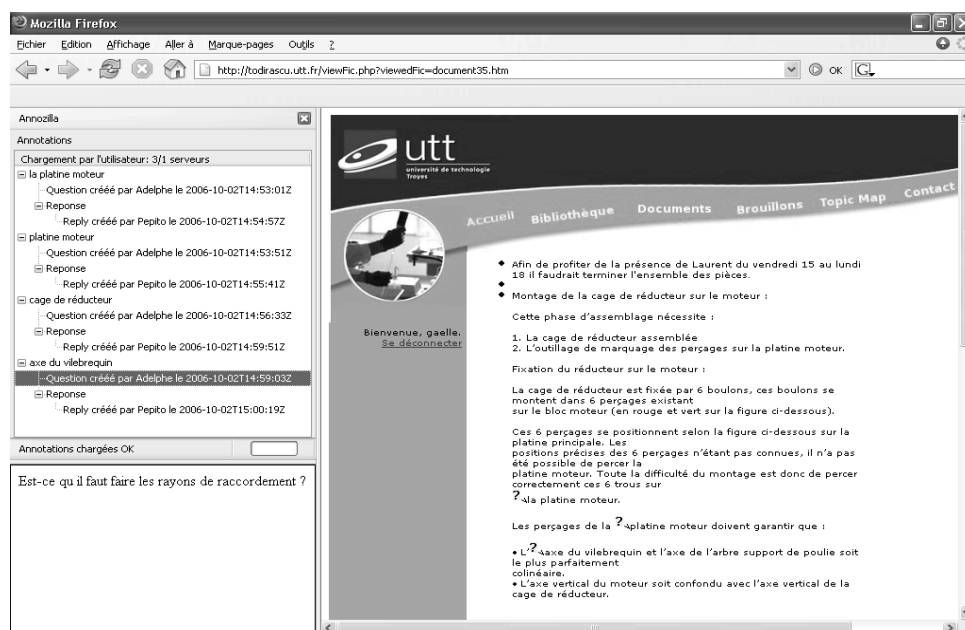 Mozilla Firefox
Fichier Edition Affichage Aller à Marque-pages Outils ?
http://todirascu.utt.fr/viewFic.php?viewedFic=document35.htm
OK
G
Annozilla
Annotations
Chargement par l'utilisateur: 3/1 serveurs
la platine moteur
Question créée par Adelphe le 2006-10-02T14:53:01Z
Reponse
Reply créée par Pepito le 2006-10-02T14:54:57Z
platine moteur
Question créée par Adelphe le 2006-10-02T14:53:51Z
Reponse
Reply créée par Pepito le 2006-10-02T14:55:41Z
cage de réducteur
Question créée par Adelphe le 2006-10-02T14:56:33Z
Reponse
Reply créée par Pepito le 2006-10-02T14:59:51Z
axe du vilebrequin
Question créée par Adelphe le 2006-10-02T14:59:03Z
Reponse
Reply créée par Pepito le 2006-10-02T15:00:19Z
Annotations chargées OK
Est-ce qu il faut faire les rayons de raccordement ?
utt
université de technologie
Troyes
Accueil Bibliothèque Documents Brouillons Topic Map Contact
Bienvenue, gaelle.
Se déconnecter
• Afin de profiter de la présence de Laurent du vendredi 15 au lundi
18 il faudrait terminer l'ensemble des pièces.
•
• Montage de la cage de réducteur sur le moteur :
Cette phase d'assemblage nécessite :
1. La cage de réducteur assemblée
2. L'outillage de marquage des perçages sur la platine moteur.
Fixation du réducteur sur le moteur :
La cage de réducteur est fixée par 6 boulons, ces boulons se
montent dans 6 perçages existant
sur le bloc moteur (en rouge et vert sur la figure ci-dessous).
Ces 6 perçages se positionnent selon la figure ci-dessous sur la
platine principale. Les
positions précises des 6 perçages n'étant pas connues, il n'a pas
été possible de percer la
platine moteur. Toute la difficulté du montage est donc de percer
correctement ces 6 trous sur
?la platine moteur.
Les perçages de la ?platine moteur doivent garantir que :
• L'?axe du vilebrequin et l'axe de l'arbre support de poulie soit
le plus parfaitement
colinéaire.
• L'axe vertical du moteur soit confondu avec l'axe vertical de la
cage de réducteur.